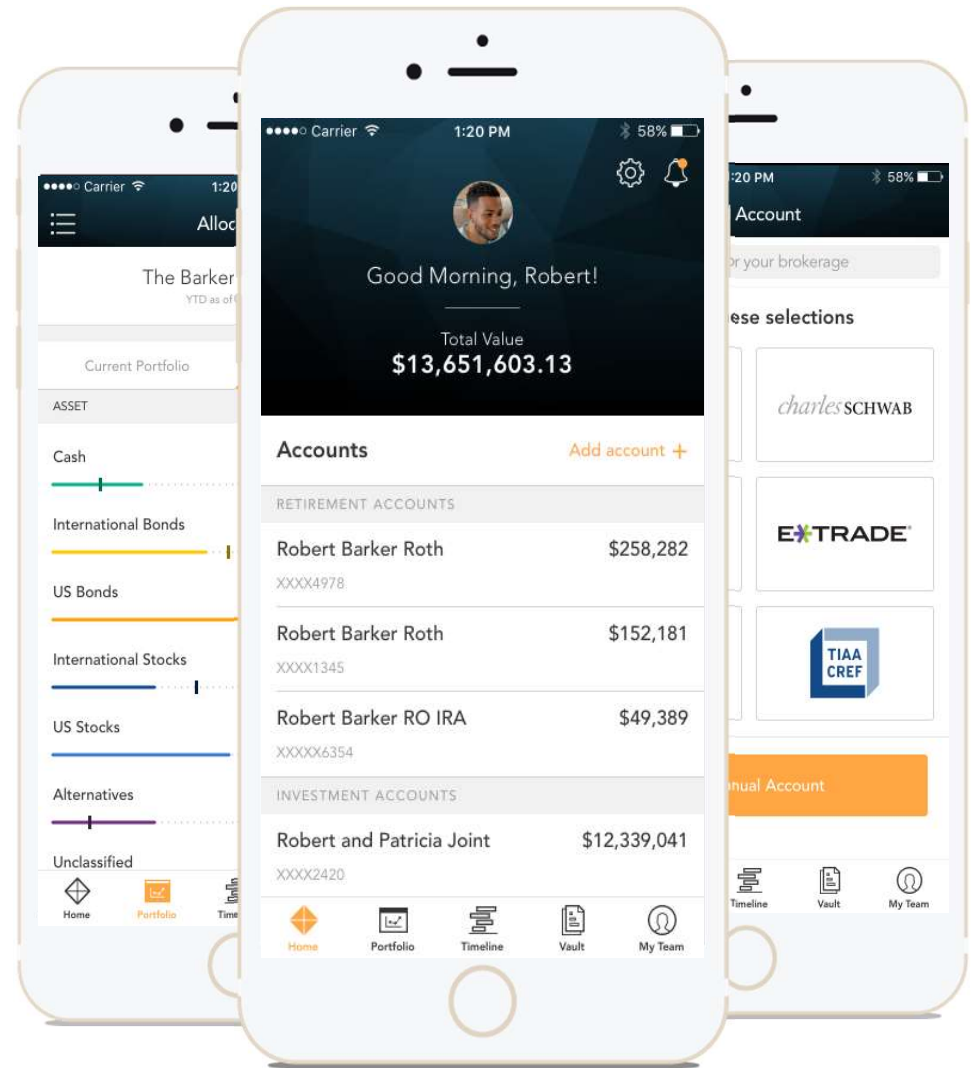 Carrier 1:20
Alloc
The Barker
YTD as of
Current Portfolio
ASSET
Cash
International Bonds
US Bonds
International Stocks
US Stocks
Alternatives
Unclassified
Home Portfolio Time
Carrier 1:20 PM 58%
Good Morning, Robert!
Total Value
$13,651,603.13
Accounts Add account +
RETIREMENT ACCOUNTS
Robert Barker Roth $258,282
XXXX4978
Robert Barker Roth $152,181
XXXX1345
Robert Barker RO IRA $49,389
XXXXX6354
INVESTMENT ACCOUNTS
Robert and Patricia Joint $12,339,041
XXXX2420
Home Portfolio Timeline Vault My Team
:20 PM 58%
Account
or your brokerage
ese selections
charles SCHWAB
E*TRADE
TIAA
CREF
nual Account
Timeline Vault My Team